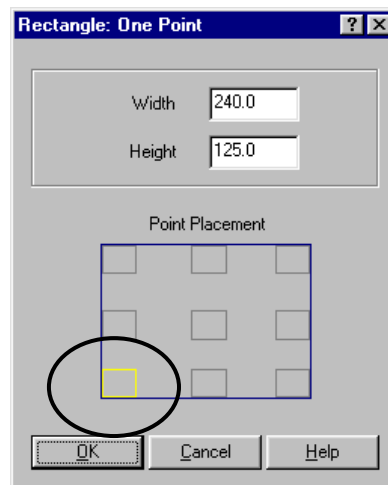 Rectangle: One Point ? ×
Width 240.0
Height 125.0
Point Placement
OK Cancel Help